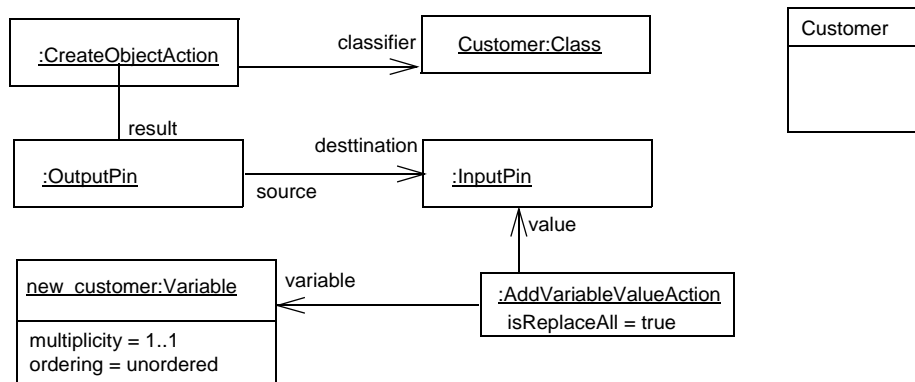 :CreateObjectAction
classifier
Customer:Class
Customer
result
:OutputPin
desttination
source
:InputPin
value
new_customer:Variable
variable
multiplicity = 1..1
ordering = unordered
:AddVariableValueAction
isReplaceAll = true